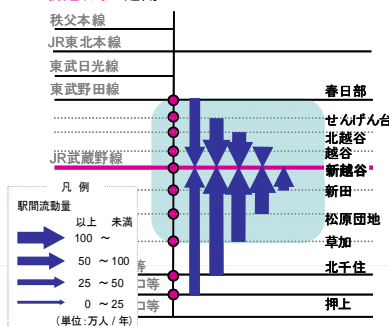 秩父本線
JR東北本線
東武日光線
東武野田線
春日部
せんげん台
北越谷
越谷
JR武蔵野線
新越谷
新田
松原団地
草加
等
北千住
口等
押上
凡 例
駅間流動量
以上 未満
100 ～
50 ～100
25 ～50
0 ～25
(単位:万人 / 年)